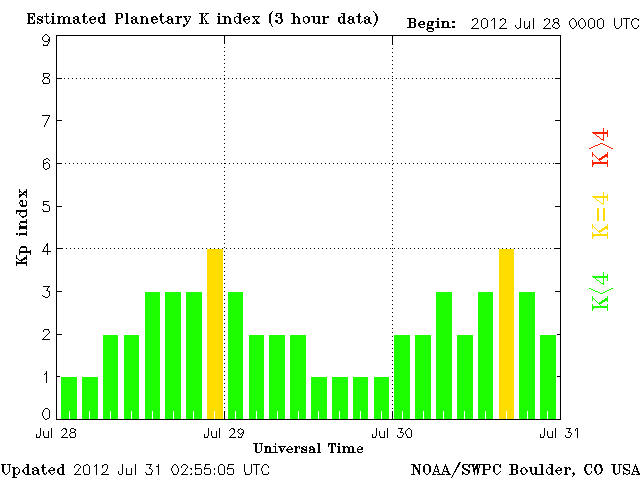 Estimated Planetary K index (3 hour data)
Begin: 2012 Jul 28 0000 UTC
9
8
7
6
5
4
3
2
1
0
Kp index
Jul 28 Jul 29 Jul 30 Jul 31
Universal Time
K>4
K=4
K<4
Updated 2012 Jul 31 02:55:05 UTC
NOAA/SWPC Boulder, CO USA